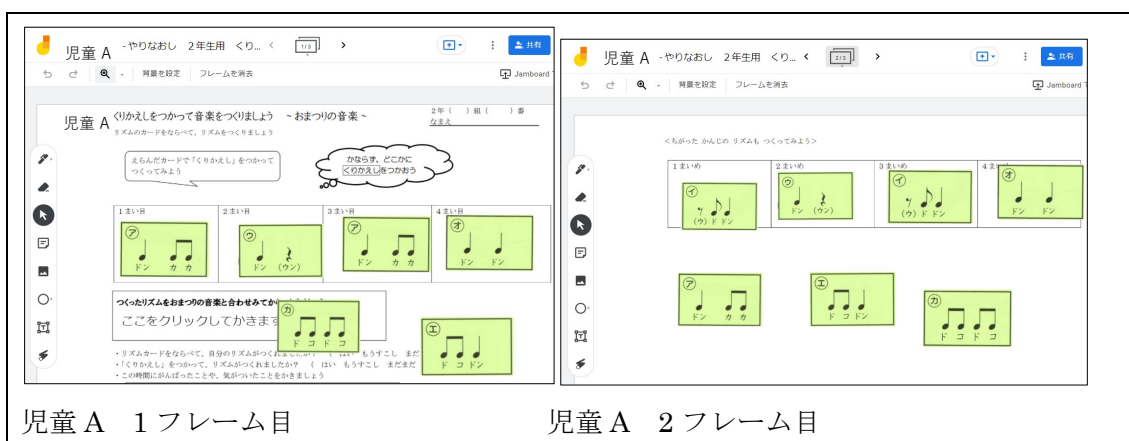 児童 A -やりなおし 2年生用 くり… 1/3
共有
背景を設定 フレームを消去
Jamboard
児童 A
くりかえしをつかって音楽をつくりましょう ~おまつりの音楽~
2年( )組( )番
なまえ
リズムのカードをならべて、リズムをつくりましょう
えらんだカードで「くりかえし」をつかって
つくってみよう
かならず、どこかに
くりかえしをつかおう
1まい目 2まい目 3まい目 4まい目
㋐ ㋒ ㋐ ㋔
ドン カ カ ドン (ウン) ドン カ カ ドン ドン
つくったリズムをおまつりの音楽と合わせてみて
ここをクリックしてかきます
㋕
ド コ ド コ
㋓
ド コ ドン
・リズムカードをならべて、自分のリズムがつくれましたか? ( はい もうすこし まだ
・「くりかえし」をつかって、リズムがつくれましたか? ( はい もうすこし まだまだ
・この時間にがんばったことや、気がついたことをかきましょう
児童 A -やりなおし 2年生用 くり… 2/3
共有
背景を設定 フレームを消去
Jamboard
<ちがった かんじの リズムも つくってみよう>
1まいめ 2まいめ 3まいめ 4ま
㋑ ㋒ ㋑ ㋔
(ウ) ド ドン ドン (ウン) (ウ) ド ドン ドン ドン
㋐ ㋓ ㋕
ドン カ カ ド コ ドン ド コ ド コ
児童 A 1フレーム目
児童 A 2フレーム目